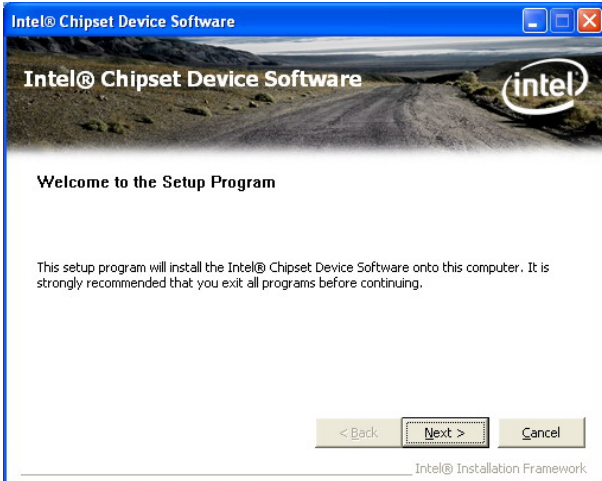 Intel® Chipset Device Software
Intel® Chipset Device Software
intel
Welcome to the Setup Program
This setup program will install the Intel® Chipset Device Software onto this computer. It is
strongly recommended that you exit all programs before continuing.
< Back
Next >
Cancel
Intel® Installation Framework